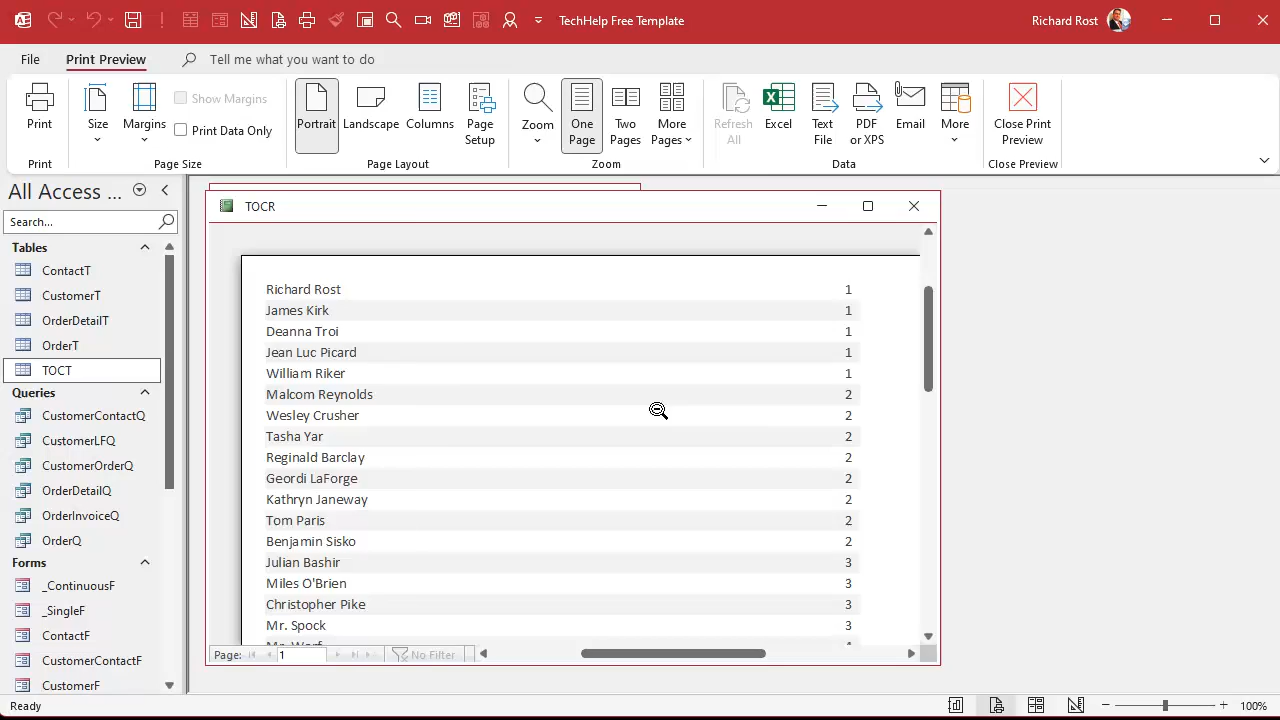 TechHelp Free Template
Richard Rost
File
Print Preview
Tell me what you want to do
Print
Size
Margins
Show Margins
Print Data Only
Portrait
Landscape
Columns
Page Setup
Zoom
One Page
Two Pages
More Pages
Refresh All
Excel
Text File
PDF or XPS
Email
More
Close Print Preview
Print
Page Size
Page Layout
Zoom
Data
Close Preview
All Access ...
Search...
Tables
ContactT
CustomerT
OrderDetailT
OrderT
TOCT
Queries
CustomerContactQ
CustomerLFQ
CustomerOrderQ
OrderDetailQ
OrderInvoiceQ
OrderQ
Forms
_ContinuousF
_SingleF
ContactF
CustomerContactF
CustomerF
TOCR
Richard Rost 1
James Kirk 1
Deanna Troi 1
Jean Luc Picard 1
William Riker 1
Malcom Reynolds 2
Wesley Crusher 2
Tasha Yar 2
Reginald Barclay 2
Geordi LaForge 2
Kathryn Janeway 2
Tom Paris 2
Benjamin Sisko 2
Julian Bashir 3
Miles O'Brien 3
Christopher Pike 3
Mr. Spock 3
Page: 1 No Filter
Ready
100%